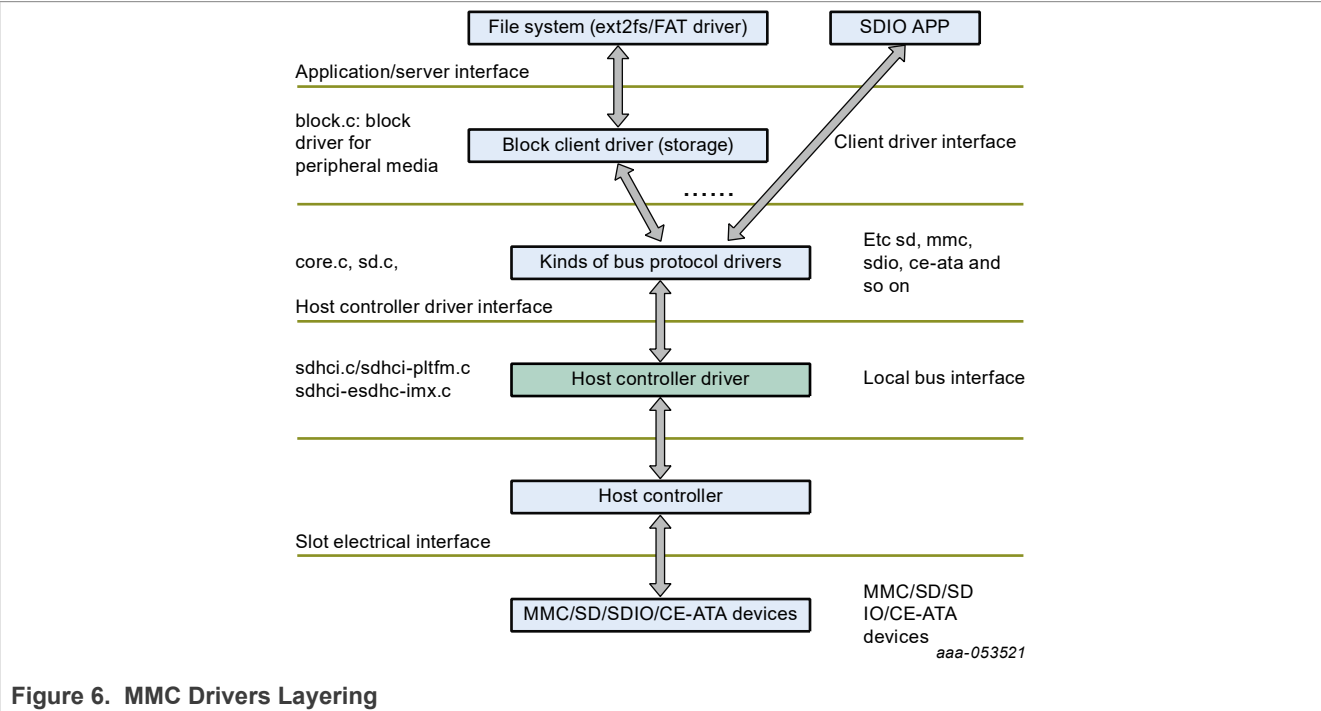 File system (ext2fs/FAT driver)
SDIO APP
Application/server interface
block.c: block
driver for
peripheral media
Block client driver (storage)
Client driver interface
......
core.c, sd.c,
Kinds of bus protocol drivers
Etc sd, mmc,
sdio, ce-ata and
so on
Host controller driver interface
sdhci.c/sdhci-pltfm.c
sdhci-esdhc-imx.c
Host controller driver
Local bus interface
Host controller
Slot electrical interface
MMC/SD/SDIO/CE-ATA devices
MMC/SD/SD
IO/CE-ATA
devices
aaa-053521
Figure 6. MMC Drivers Layering